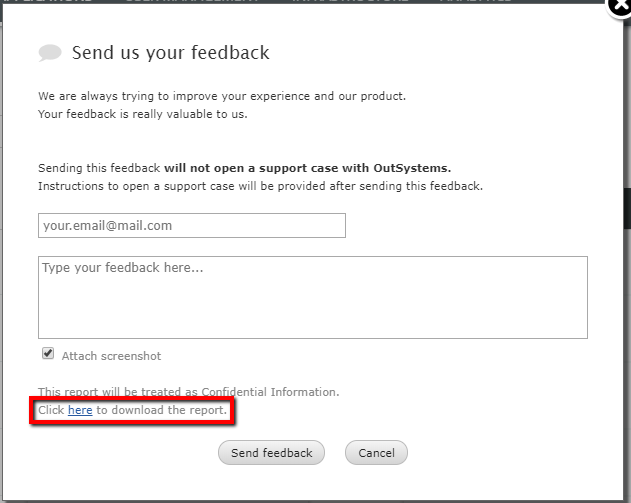 Send us your feedback
We are always trying to improve your experience and our product.
Your feedback is really valuable to us.
Sending this feedback will not open a support case with OutSystems.
Instructions to open a support case will be provided after sending this feedback.
your.email@mail.com
Type your feedback here...
Attach screenshot
This report will be treated as Confidential Information.
Click here to download the report.
Send feedback Cancel